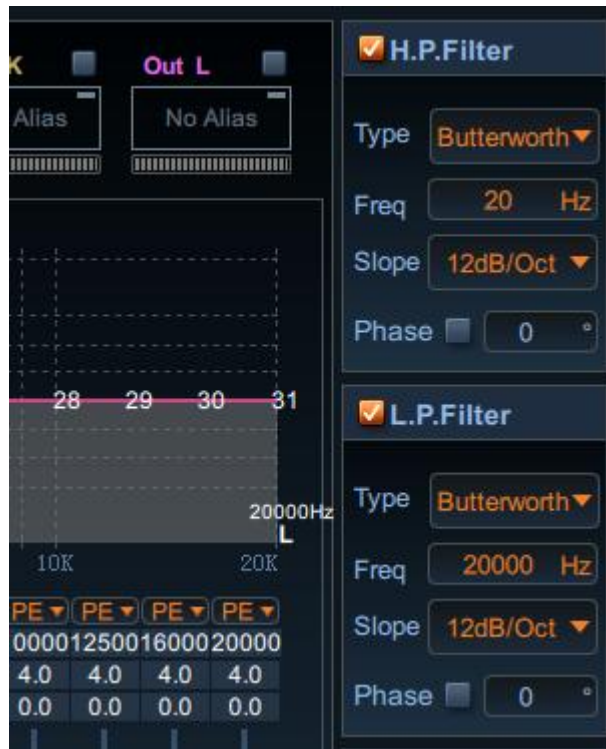 K Out L
Alias No Alias
28 29 30 31
20000Hz
L
10K 20K
PE PE PE PE
0000 12500 16000 20000
4.0 4.0 4.0 4.0
0.0 0.0 0.0 0.0
H.P.Filter
Type Butterworth
Freq 20 Hz
Slope 12dB/Oct
Phase 0 °
L.P.Filter
Type Butterworth
Freq 20000 Hz
Slope 12dB/Oct
Phase 0 °